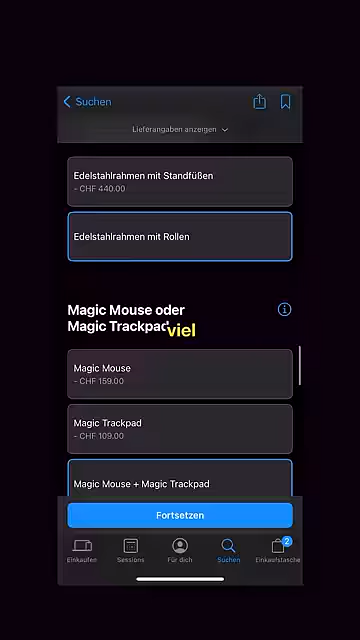 Suchen
Lieferangaben anzeigen
Edelstahlrahmen mit Standfüßen
- CHF 440.00
Edelstahlrahmen mit Rollen
Magic Mouse oder
Magic Trackpad
viel
Magic Mouse
- CHF 159.00
Magic Trackpad
- CHF 109.00
Magic Mouse + Magic Trackpad
Fortsetzen
2
Einkaufen
Sessions
Für dich
Suchen
Einkaufstasche